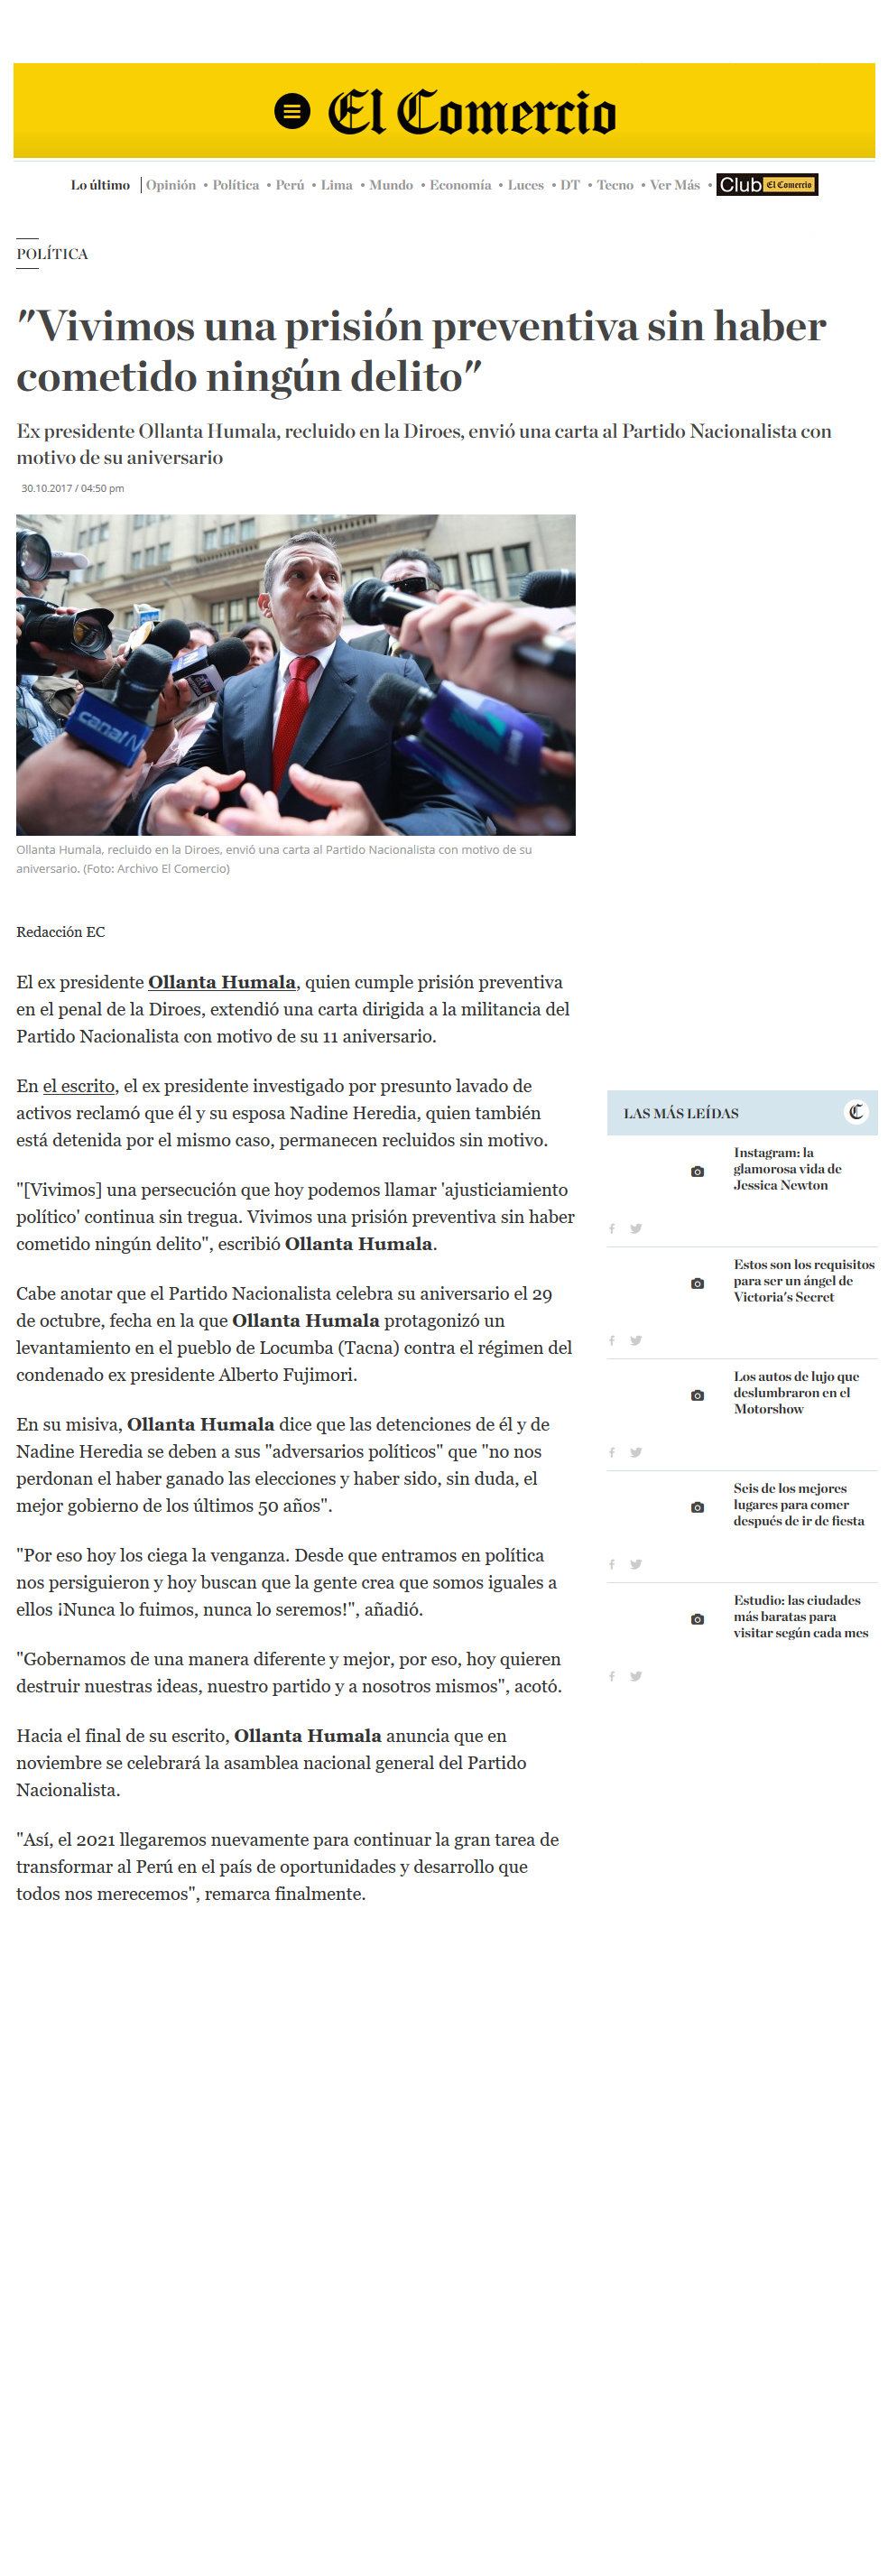 El Comercio
Lo último | Opinión • Política • Perú • Lima • Mundo • Economía • Luces • DT • Tecno • Ver Más • Club El Comercio
POLÍTICA
"Vivimos una prisión preventiva sin haber
cometido ningún delito"
Ex presidente Ollanta Humala, recluido en la Diroes, envió una carta al Partido Nacionalista con
motivo de su aniversario
30.10.2017 / 04:50 pm
canal N
Ollanta Humala, recluido en la Diroes, envió una carta al Partido Nacionalista con motivo de su
aniversario. (Foto: Archivo El Comercio)
Redacción EC
El ex presidente Ollanta Humala, quien cumple prisión preventiva
en el penal de la Diroes, extendió una carta dirigida a la militancia del
Partido Nacionalista con motivo de su 11 aniversario.
En el escrito, el ex presidente investigado por presunto lavado de
activos reclamó que él y su esposa Nadine Heredia, quien también
está detenida por el mismo caso, permanecen recluidos sin motivo.
"[Vivimos] una persecución que hoy podemos llamar 'ajusticiamiento
político' continua sin tregua. Vivimos una prisión preventiva sin haber
cometido ningún delito", escribió Ollanta Humala.
Cabe anotar que el Partido Nacionalista celebra su aniversario el 29
de octubre, fecha en la que Ollanta Humala protagonizó un
levantamiento en el pueblo de Locumba (Tacna) contra el régimen del
condenado ex presidente Alberto Fujimori.
En su misiva, Ollanta Humala dice que las detenciones de él y de
Nadine Heredia se deben a sus "adversarios políticos" que "no nos
perdonan el haber ganado las elecciones y haber sido, sin duda, el
mejor gobierno de los últimos 50 años".
"Por eso hoy los ciega la venganza. Desde que entramos en política
nos persiguieron y hoy buscan que la gente crea que somos iguales a
ellos ¡Nunca lo fuimos, nunca lo seremos!", añadió.
"Gobernamos de una manera diferente y mejor, por eso, hoy quieren
destruir nuestras ideas, nuestro partido y a nosotros mismos", acotó.
Hacia el final de su escrito, Ollanta Humala anuncia que en
noviembre se celebrará la asamblea nacional general del Partido
Nacionalista.
"Así, el 2021 llegaremos nuevamente para continuar la gran tarea de
transformar al Perú en el país de oportunidades y desarrollo que
todos nos merecemos", remarca finalmente.
LAS MÁS LEÍDAS
Instagram: la
glamorosa vida de
Jessica Newton
Estos son los requisitos
para ser un ángel de
Victoria's Secret
Los autos de lujo que
deslumbraron en el
Motorshow
Seis de los mejores
lugares para comer
después de ir de fiesta
Estudio: las ciudades
más baratas para
visitar según cada mes